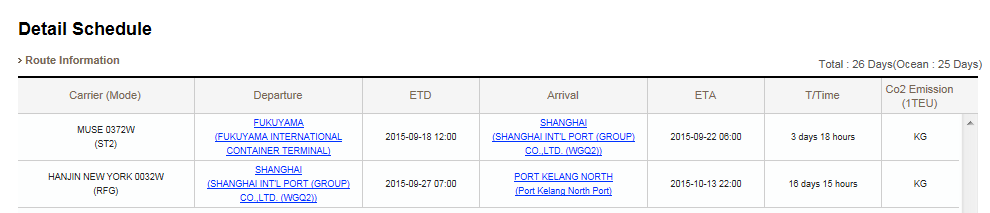 Detail Schedule
› Route Information
Total : 26 Days(Ocean : 25 Days)
Carrier (Mode) Departure ETD Arrival ETA T/Time Co2 Emission (1TEU)
MUSE 0372W (ST2) FUKUYAMA (FUKUYAMA INTERNATIONAL CONTAINER TERMINAL) 2015-09-18 12:00 SHANGHAI (SHANGHAI INT'L PORT (GROUP) CO.,LTD. (WGQ2)) 2015-09-22 06:00 3 days 18 hours KG
HANJIN NEW YORK 0032W (RFG) SHANGHAI (SHANGHAI INT'L PORT (GROUP) CO.,LTD. (WGQ2)) 2015-09-27 07:00 PORT KELANG NORTH (Port Kelang North Port) 2015-10-13 22:00 16 days 15 hours KG